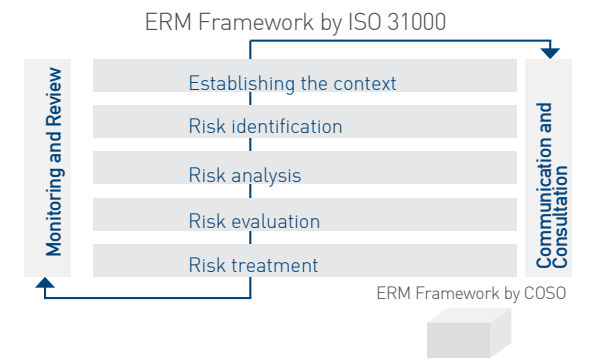 ERM Framework by ISO 31000
Monitoring and Review
Establishing the context
Risk identification
Risk analysis
Risk evaluation
Risk treatment
Communication and
Consultation
ERM Framework by COSO